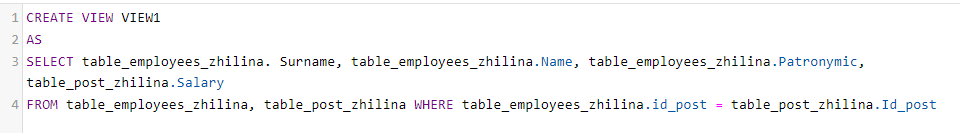 1 CREATE VIEW VIEW1
2 AS
3 SELECT table_employees_zhilina. Surname, table_employees_zhilina.Name, table_employees_zhilina.Patronymic,
table_post_zhilina.Salary
4 FROM table_employees_zhilina, table_post_zhilina WHERE table_employees_zhilina.id_post = table_post_zhilina.Id_post